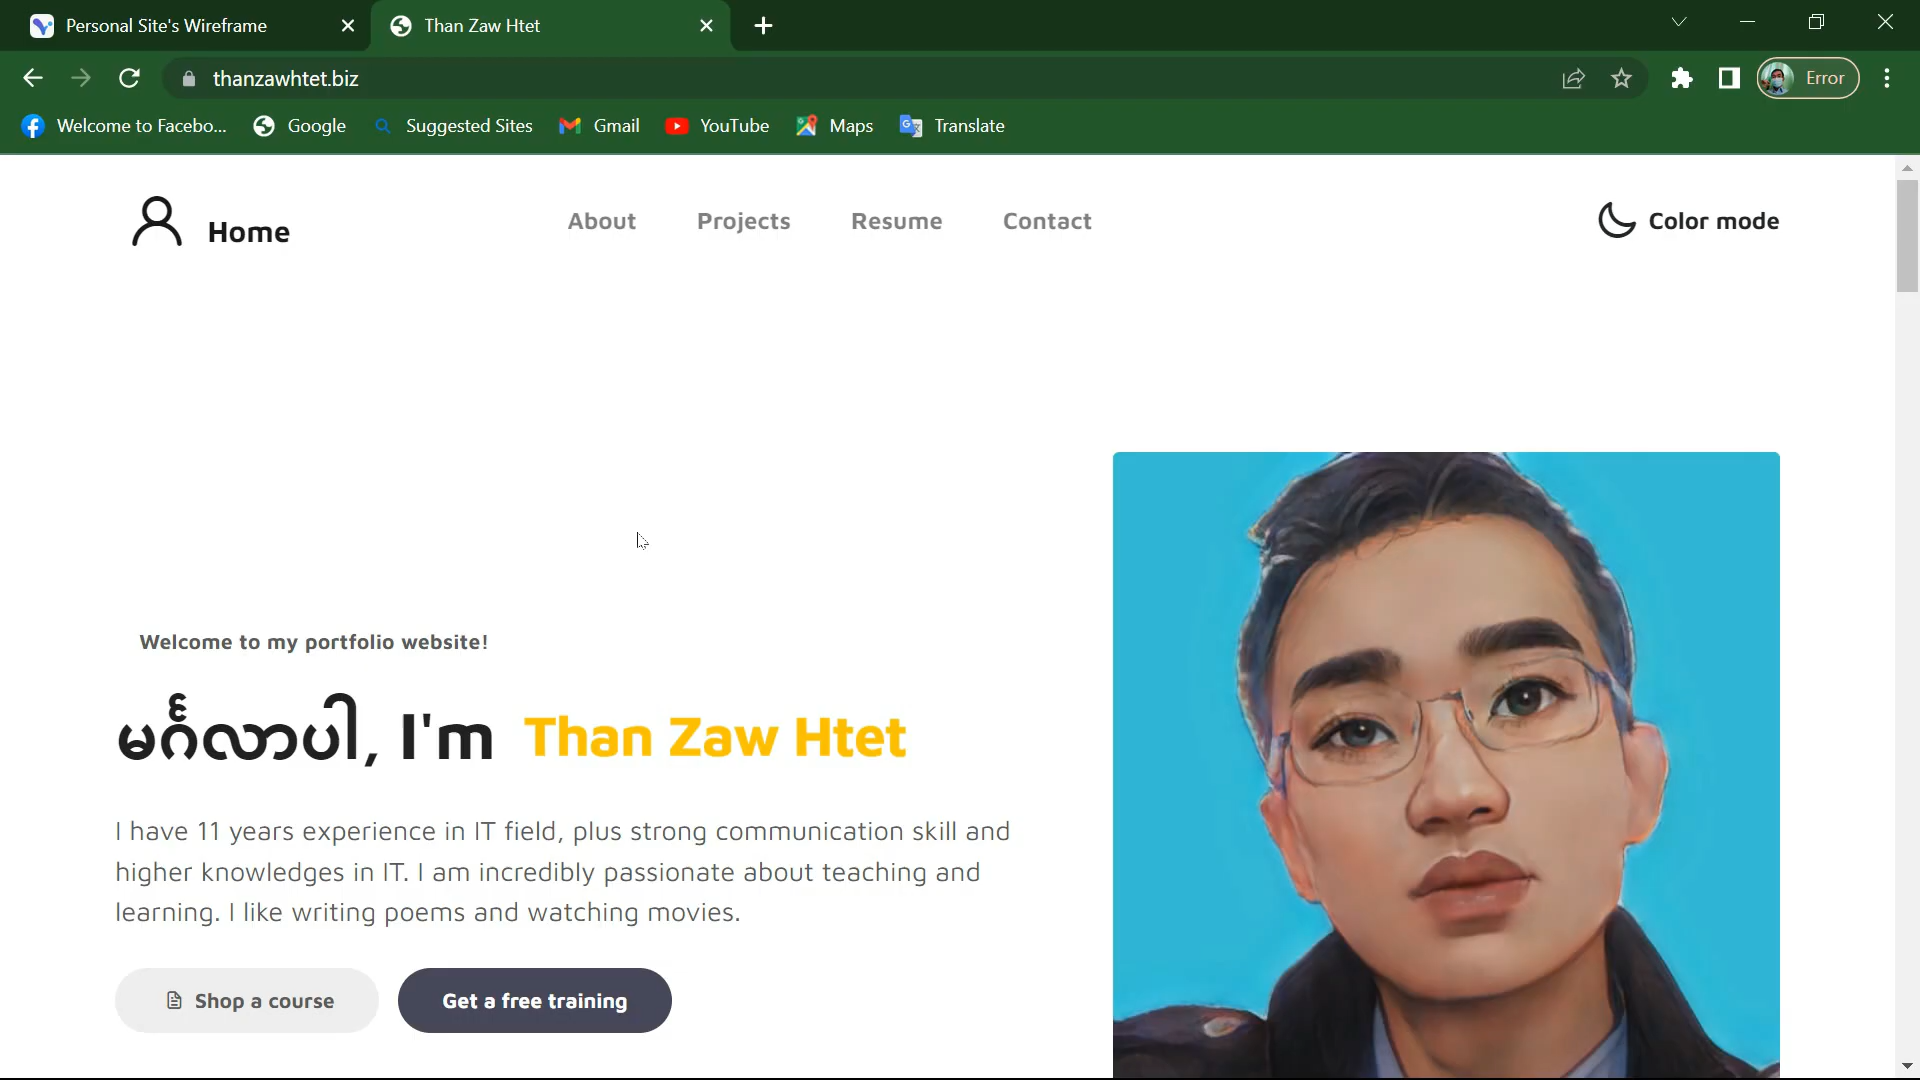 Personal Site's Wireframe
Than Zaw Htet
thanzawhtet.biz
Error
Welcome to Facebo...
Google
Suggested Sites
Gmail
YouTube
Maps
Translate
Home
About
Projects
Resume
Contact
Color mode
Welcome to my portfolio website!
မင်္ဂလာပါ, I'm Than Zaw Htet
I have 11 years experience in IT field, plus strong communication skill and
higher knowledges in IT. I am incredibly passionate about teaching and
learning. I like writing poems and watching movies.
Shop a course
Get a free training